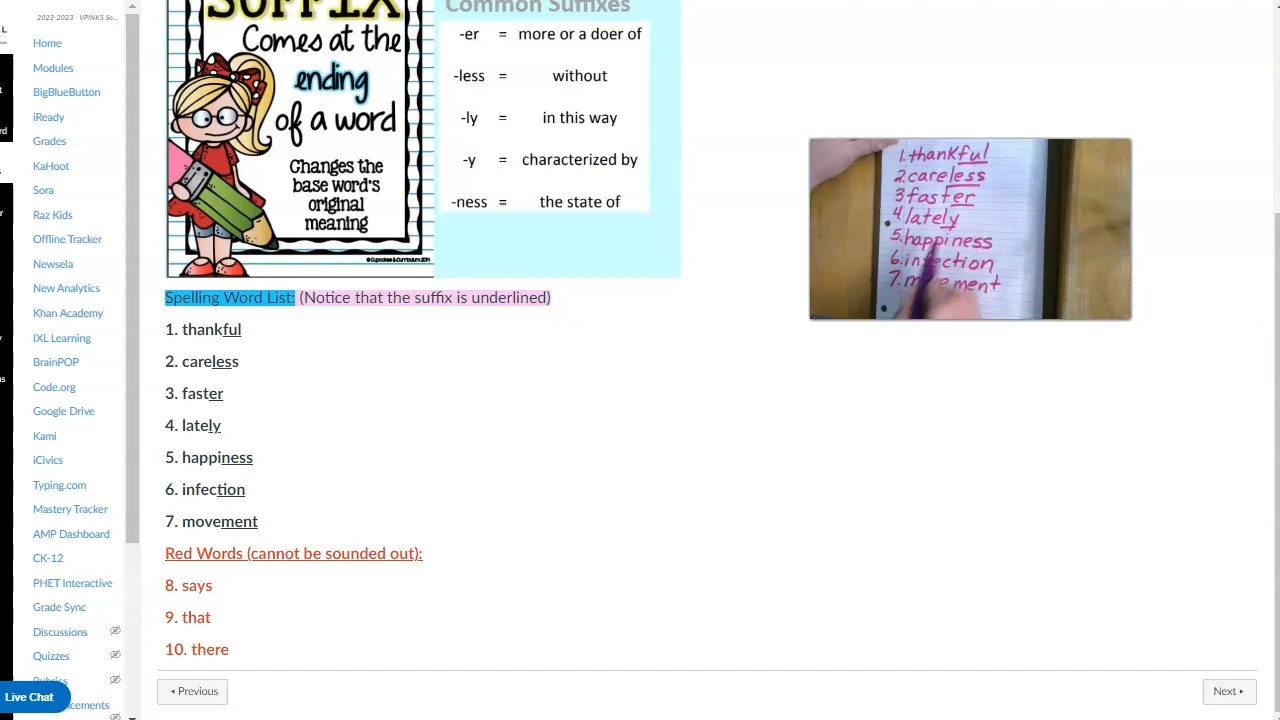 2022-2023 - VPINKS Se...
Home
Modules
BigBlueButton
iReady
Grades
KaHoot
Sora
Raz Kids
Offline Tracker
Newsela
New Analytics
Khan Academy
IXL Learning
BrainPOP
Code.org
Google Drive
Kami
iCivics
Typing.com
Mastery Tracker
AMP Dashboard
CK-12
PHET Interactive
Grade Sync
Discussions
Quizzes
Rubrics
Live Chat
SUFFIX
Comes at the
ending
of a word
Changes the
base word's
original
meaning
Common Suffixes
-er = more or a doer of
-less = without
-ly = in this way
-y = characterized by
-ness = the state of
Spelling Word List: (Notice that the suffix is underlined)
1. thankful
2. careless
3. faster
4. lately
5. happiness
6. infection
7. movement
Red Words (cannot be sounded out):
8. says
9. that
10. there
Previous
Next
1. thankful
2. careless
3 faster
4. lately
5. happiness
6. infection
7. movement